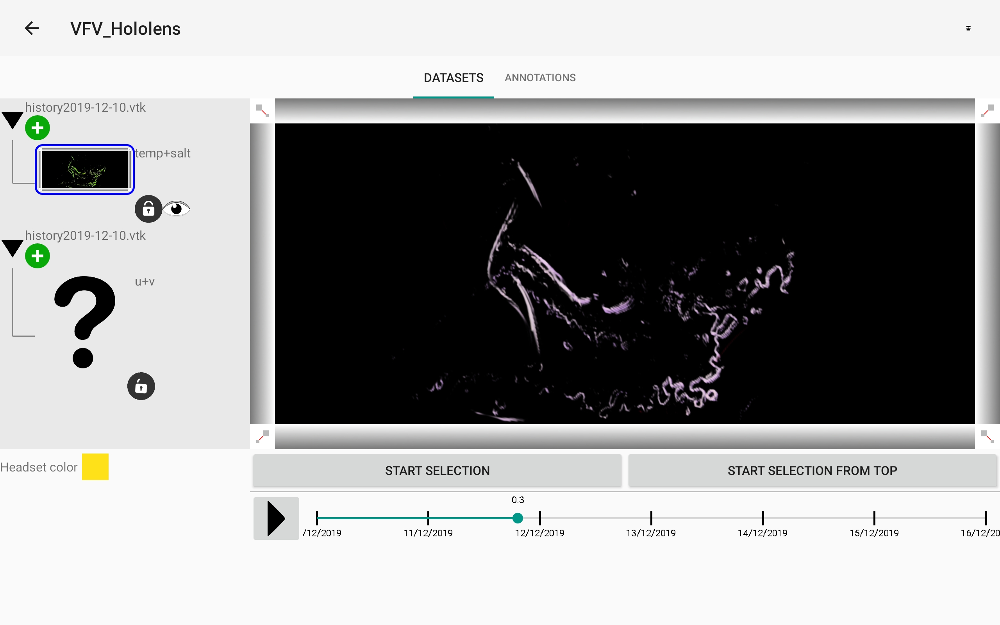 VFV_Hololens
DATASETS
ANNOTATIONS
history2019-12-10.vtk
temp+salt
history2019-12-10.vtk
u+v
Headset color
START SELECTION
START SELECTION FROM TOP
0.3
/12/2019
11/12/2019
12/12/2019
13/12/2019
14/12/2019
15/12/2019
16/12/20